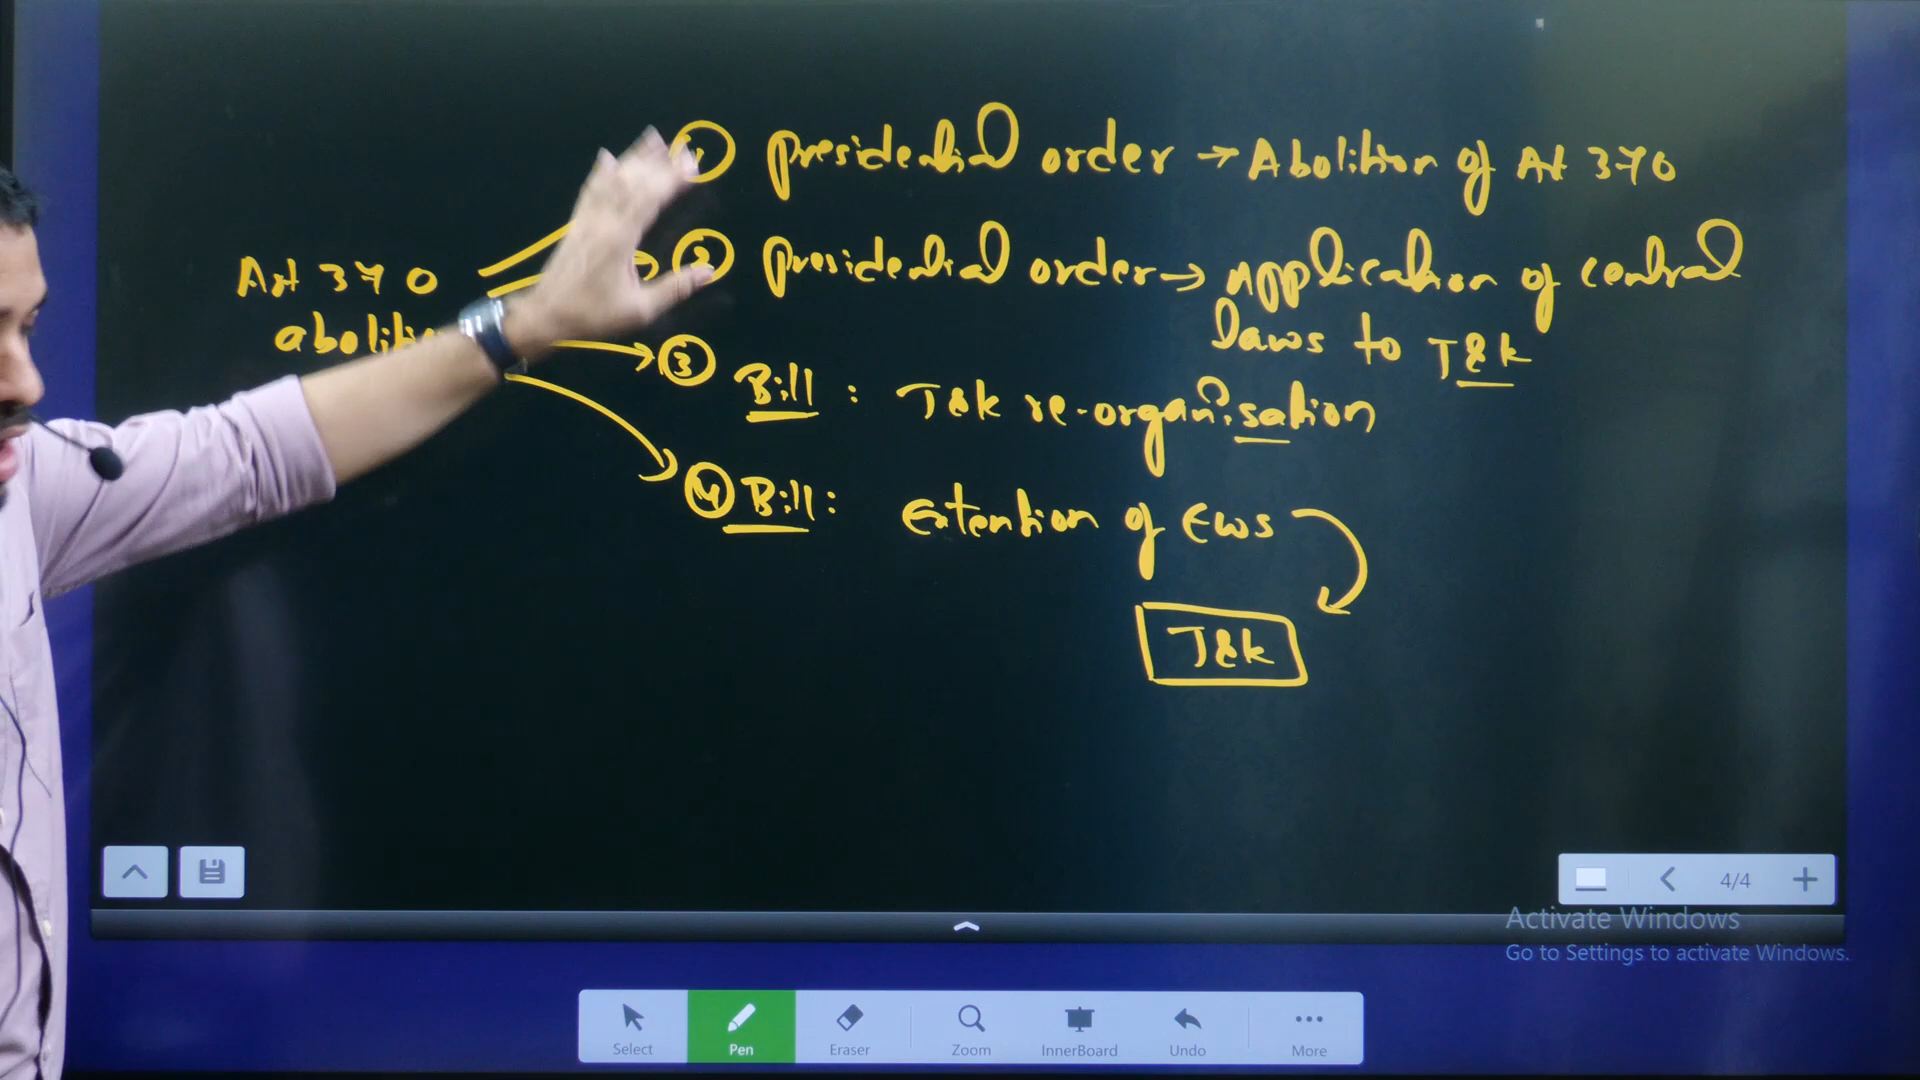 ① presidential order → Abolition of Art 370
② presidential order → Application of central
laws to J&K
Art 370
abolition
③ Bill : J&K re-organisation
④ Bill : Extention of EWS
J&K
4/4
Activate Windows
Go to Settings to activate Windows.
Select Pen Eraser Zoom InnerBoard Undo More